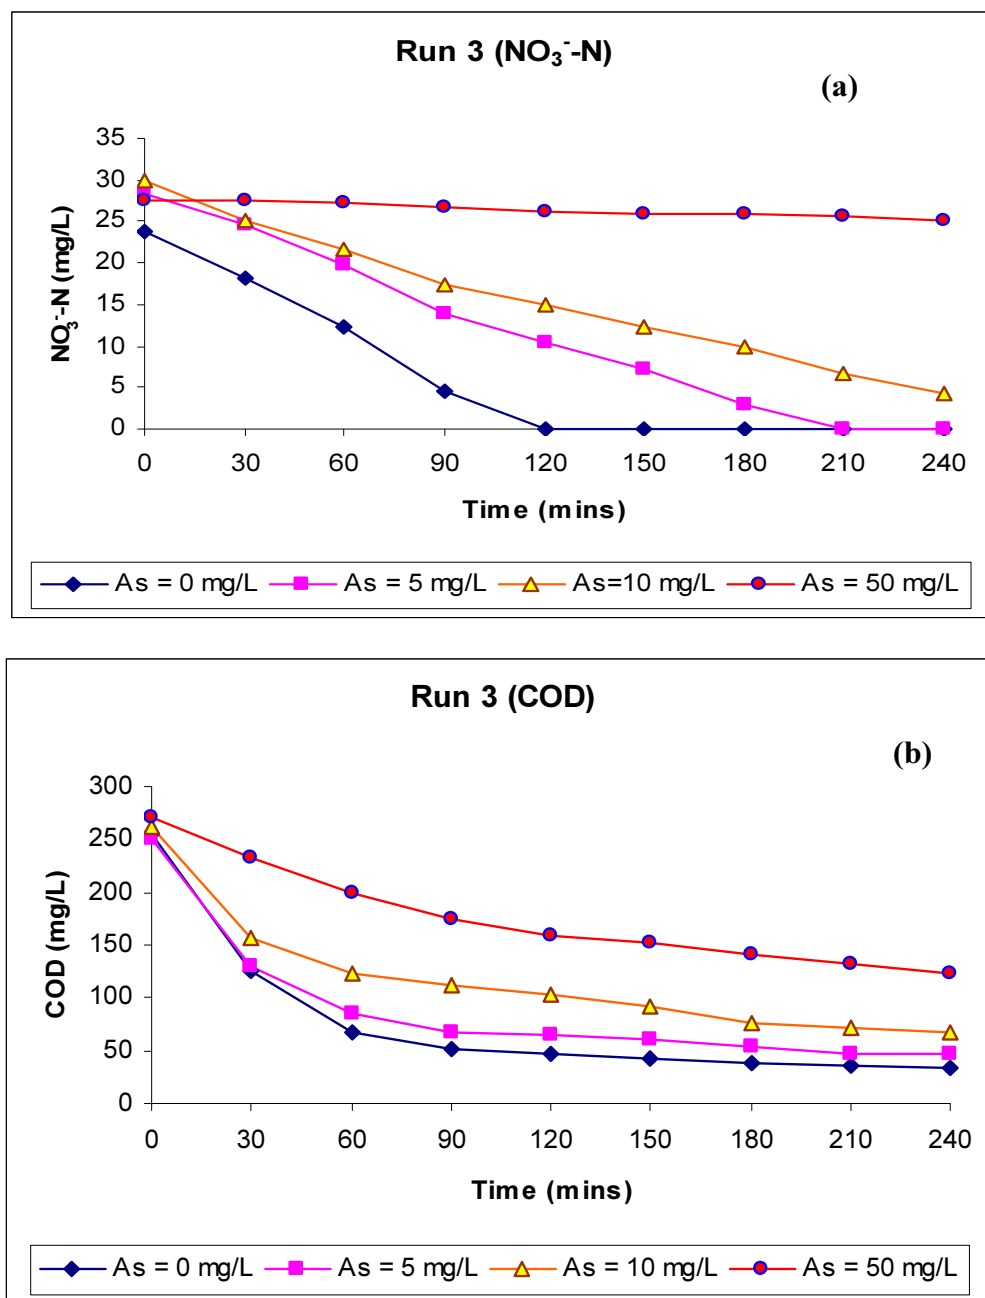 Run 3 (NO₃⁻-N)
(a)
NO₃⁻-N (mg/L)
35
30
25
20
15
10
5
0
0 30 60 90 120 150 180 210 240
Time (mins)
As = 0 mg/L As = 5 mg/L As=10 mg/L As = 50 mg/L
Run 3 (COD)
(b)
COD (mg/L)
300
250
200
150
100
50
0
0 30 60 90 120 150 180 210 240
Time (mins)
As = 0 mg/L As = 5 mg/L As = 10 mg/L As = 50 mg/L